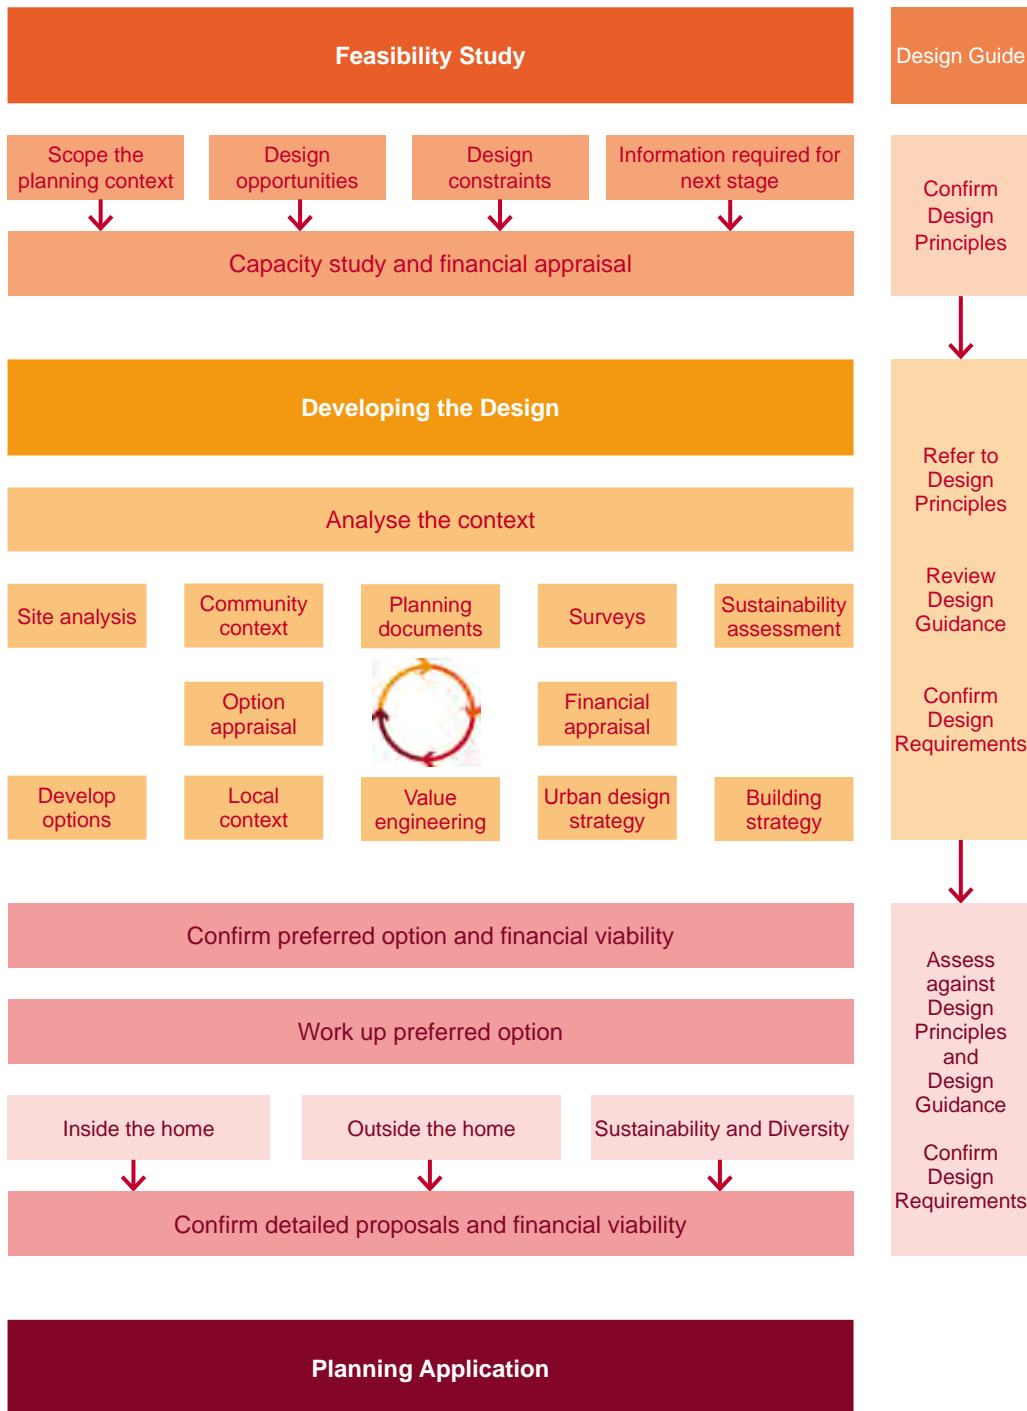 Feasibility Study
Design Guide
Scope the
planning context
Design
opportunities
Design
constraints
Information required for
next stage
Confirm
Design
Principles
Capacity study and financial appraisal
Developing the Design
Refer to
Design
Principles
Analyse the context
Review
Design
Guidance
Site analysis
Community
context
Planning
documents
Surveys
Sustainability
assessment
Option
appraisal
Financial
appraisal
Confirm
Design
Requirements
Develop
options
Local
context
Value
engineering
Urban design
strategy
Building
strategy
Confirm preferred option and financial viability
Assess
against
Design
Principles
and
Design
Guidance
Work up preferred option
Inside the home
Outside the home
Sustainability and Diversity
Confirm
Design
Requirements
Confirm detailed proposals and financial viability
Planning Application